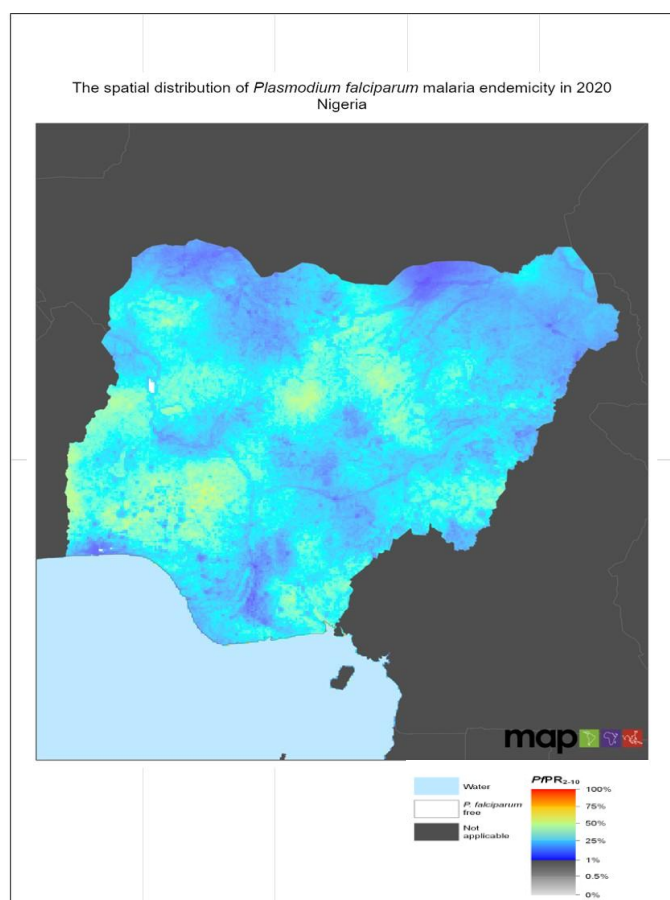 The spatial distribution of Plasmodium falciparum malaria endemicity in 2020
Nigeria
map
Water
P. falciparum
free
Not
applicable
PfPR2-10
100%
75%
50%
25%
1%
0.5%
0%